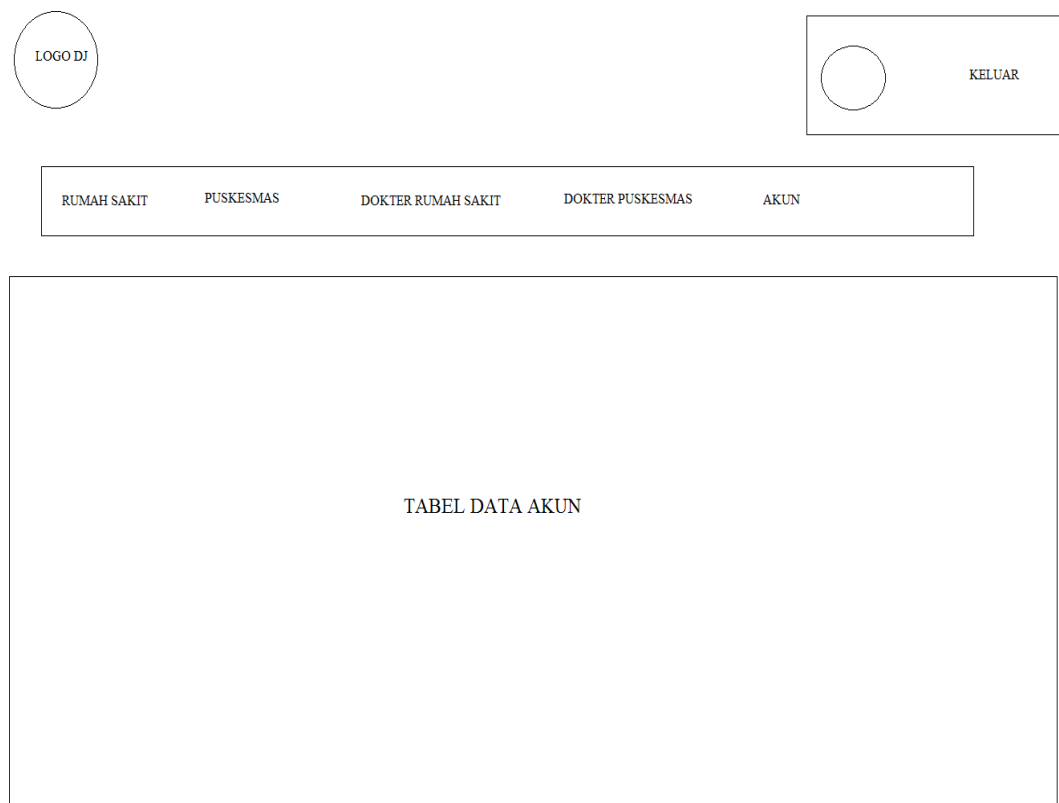 LOGO DJ
KELUAR
RUMAH SAKIT
PUSKESMAS
DOKTER RUMAH SAKIT
DOKTER PUSKESMAS
AKUN
TABEL DATA AKUN